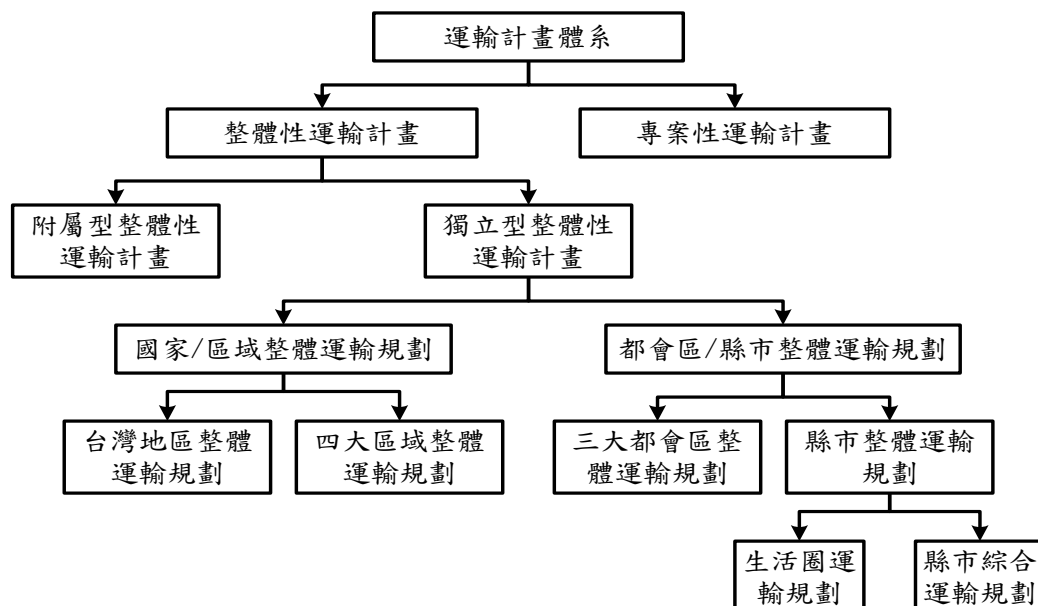 運輸計畫體系
整體性運輸計畫
專案性運輸計畫
附屬型整體性
運輸計畫
獨立型整體性
運輸計畫
國家/區域整體運輸規劃
都會區/縣市整體運輸規劃
台灣地區整體
運輸規劃
四大區域整體
運輸規劃
三大都會區整
體運輸規劃
縣市整體運輸
規劃
生活圈運
輸規劃
縣市綜合
運輸規劃